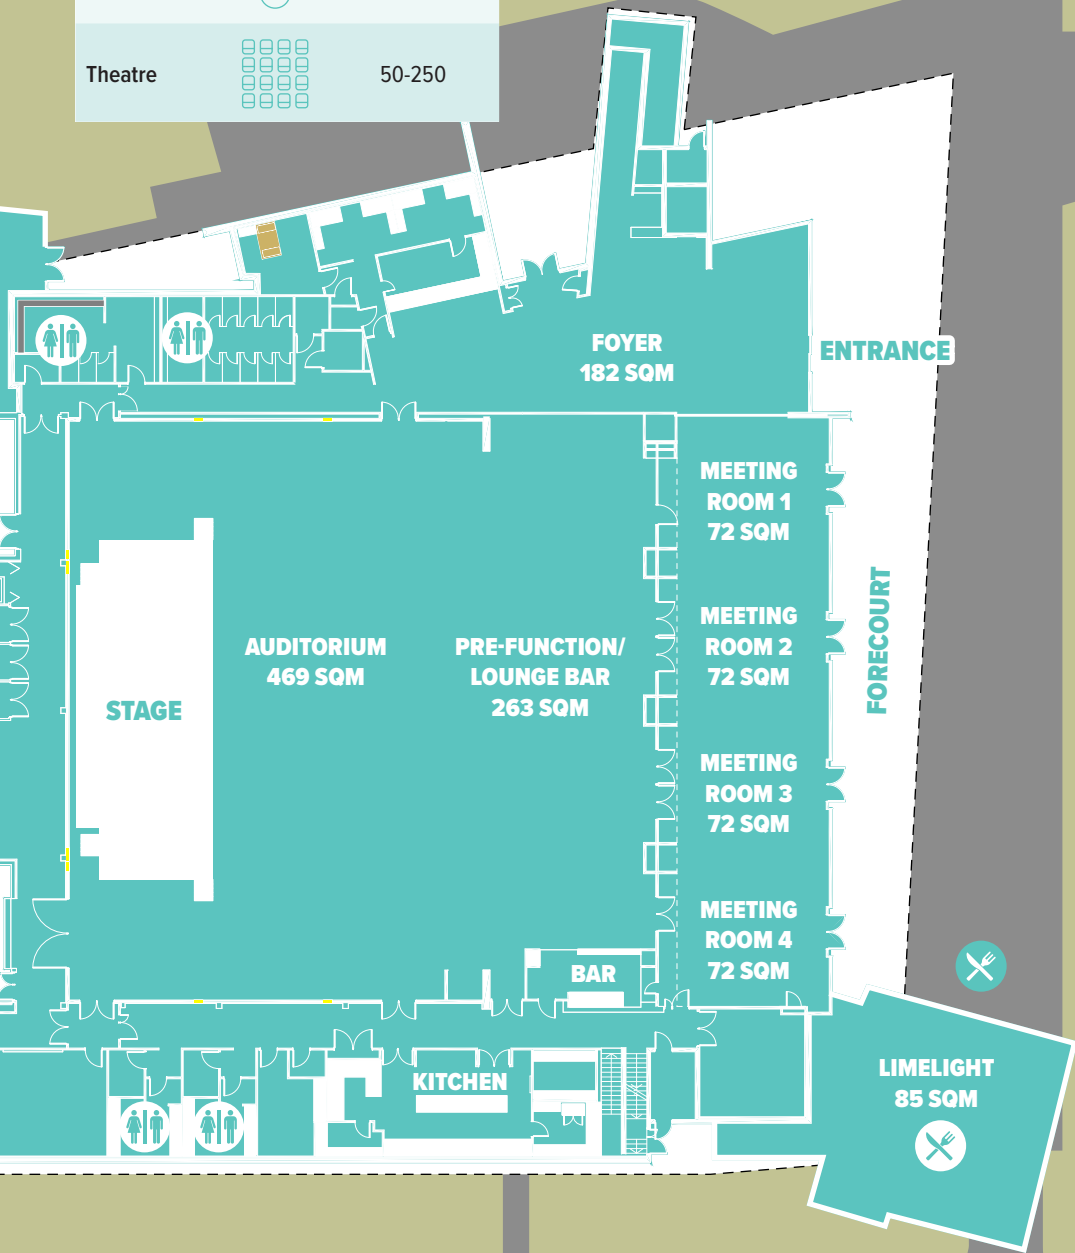 Theatre 50-250
FOYER
182 SQM
ENTRANCE
MEETING
ROOM 1
72 SQM
MEETING
ROOM 2
72 SQM
FORECOURT
AUDITORIUM
469 SQM
PRE-FUNCTION/
LOUNGE BAR
263 SQM
STAGE
MEETING
ROOM 3
72 SQM
MEETING
ROOM 4
72 SQM
BAR
KITCHEN
LIMELIGHT
85 SQM